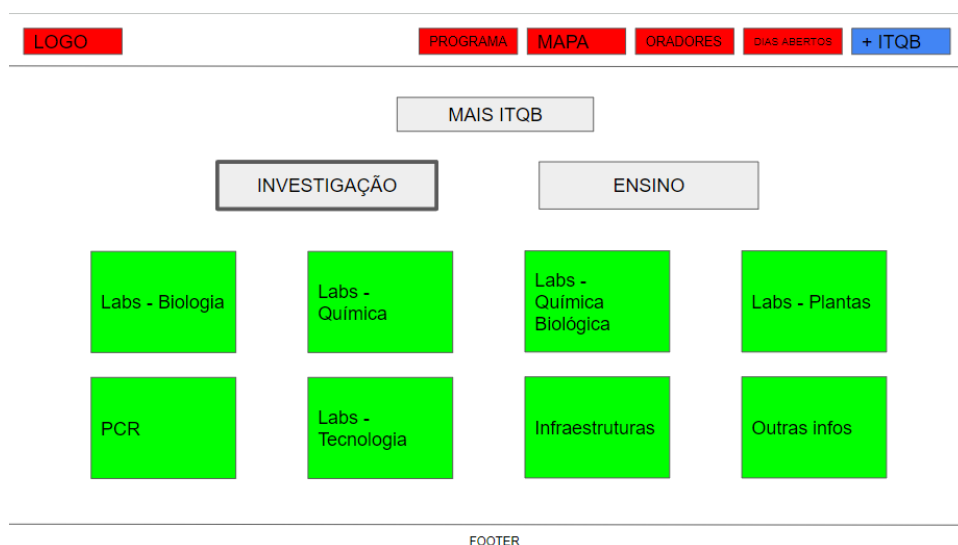 LOGO
PROGRAMA
MAPA
ORADORES
DIAS ABERTOS
+ ITQB
MAIS ITQB
INVESTIGAÇÃO
ENSINO
Labs - Biologia
Labs -
Química
Labs -
Química
Biológica
Labs - Plantas
PCR
Labs -
Tecnologia
Infraestruturas
Outras infos
FOOTER